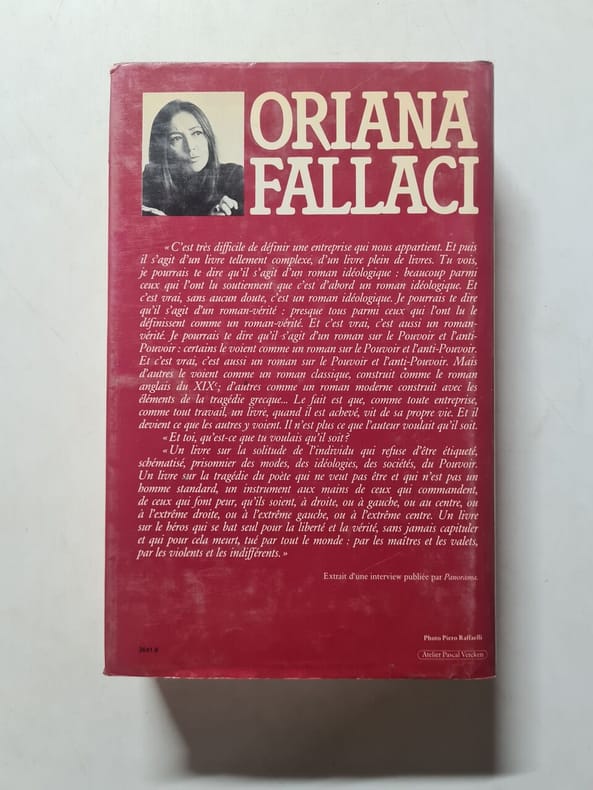 ORIANA
FALLACI
« C'est très difficile de définir une entreprise qui nous appartient. Et puis
il s'agit d'un livre tellement complexe, d'un livre plein de livres. Tu vois,
je pourrais te dire qu'il s'agit d'un roman idéologique : beaucoup parmi
ceux qui l'ont lu soutiennent que c'est d'abord un roman idéologique. Et
c'est vrai, sans aucun doute, c'est un roman idéologique. Je pourrais te dire
qu'il s'agit d'un roman-vérité : presque tous parmi ceux qui l'ont lu le
définissent comme un roman-vérité. Et c'est vrai, c'est aussi un roman-
vérité. Je pourrais te dire qu'il s'agit d'un roman sur le Pouvoir et l'anti-
Pouvoir : certains le voient comme un roman sur le Pouvoir et l'anti-Pouvoir.
Et c'est vrai, c'est aussi un roman sur le Pouvoir et l'anti-Pouvoir. Mais
d'autres le voient comme un roman classique, construit comme le roman
anglais du XIXe; d'autres comme un roman moderne construit avec les
éléments de la tragédie grecque... Le fait est que, comme toute entreprise,
comme tout travail, un livre, quand il est achevé, vit de sa propre vie. Et il
devient ce que les autres y voient. Il n'est plus ce que l'auteur voulait qu'il soit.
« Et toi, qu'est-ce que tu voulais qu'il soit?
« Un livre sur la solitude de l'individu qui refuse d'être étiqueté,
schématisé, prisonnier des modes, des idéologies, des sociétés, du Pouvoir.
Un livre sur la tragédie du poète qui ne veut pas être et qui n'est pas un
homme standard, un instrument aux mains de ceux qui commandent,
de ceux qui font peur, qu'ils soient, à droite, ou à gauche, ou au centre, ou
à l'extrême droite, ou à l'extrême gauche, ou à l'extrême centre. Un livre
sur le héros qui se bat seul pour la liberté et la vérité, sans jamais capituler
et qui pour cela meurt, tué par tout le monde : par les maîtres et les valets,
par les violents et les indifférents. »
Extrait d'une interview publiée par Panorama.
Photo Piero Raffaelli
Atelier Pascal Vercken